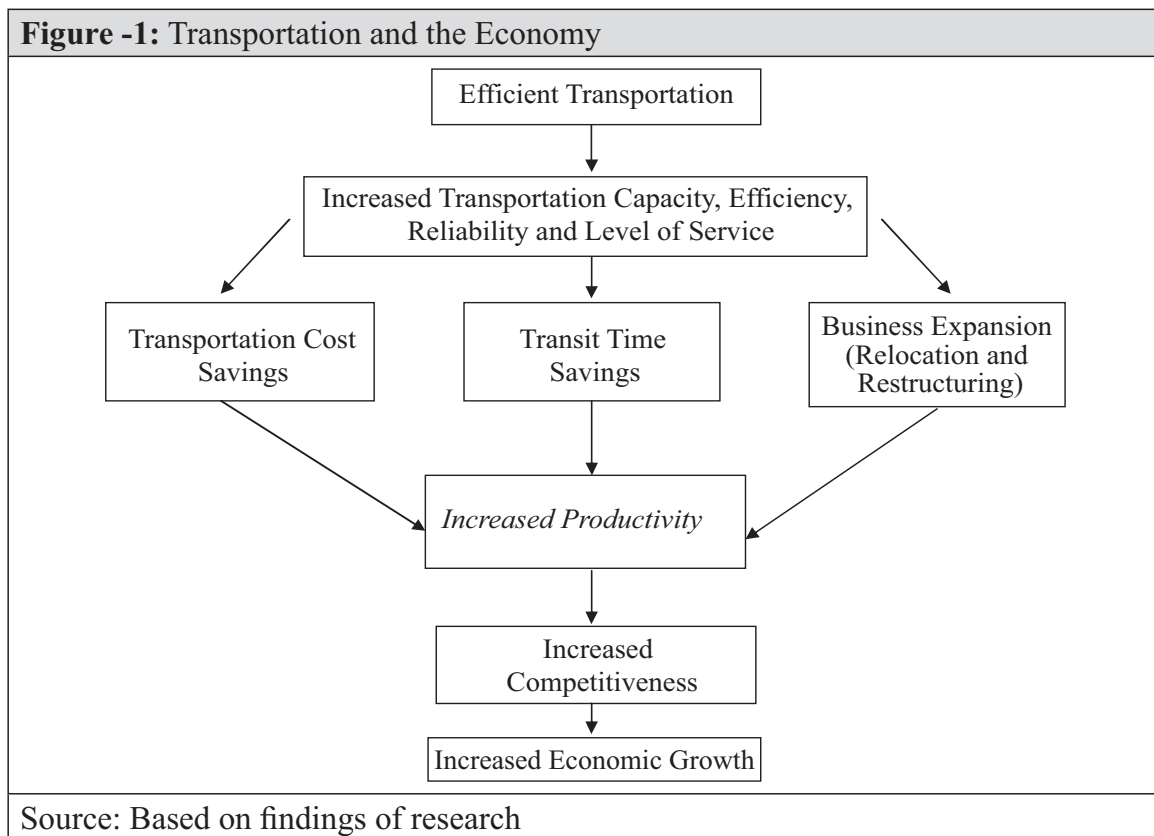 Figure -1: Transportation and the Economy
Efficient Transportation
Increased Transportation Capacity, Efficiency,
Reliability and Level of Service
Transportation Cost
Savings
Transit Time
Savings
Business Expansion
(Relocation and
Restructuring)
Increased Productivity
Increased
Competitiveness
Increased Economic Growth
Source: Based on findings of research